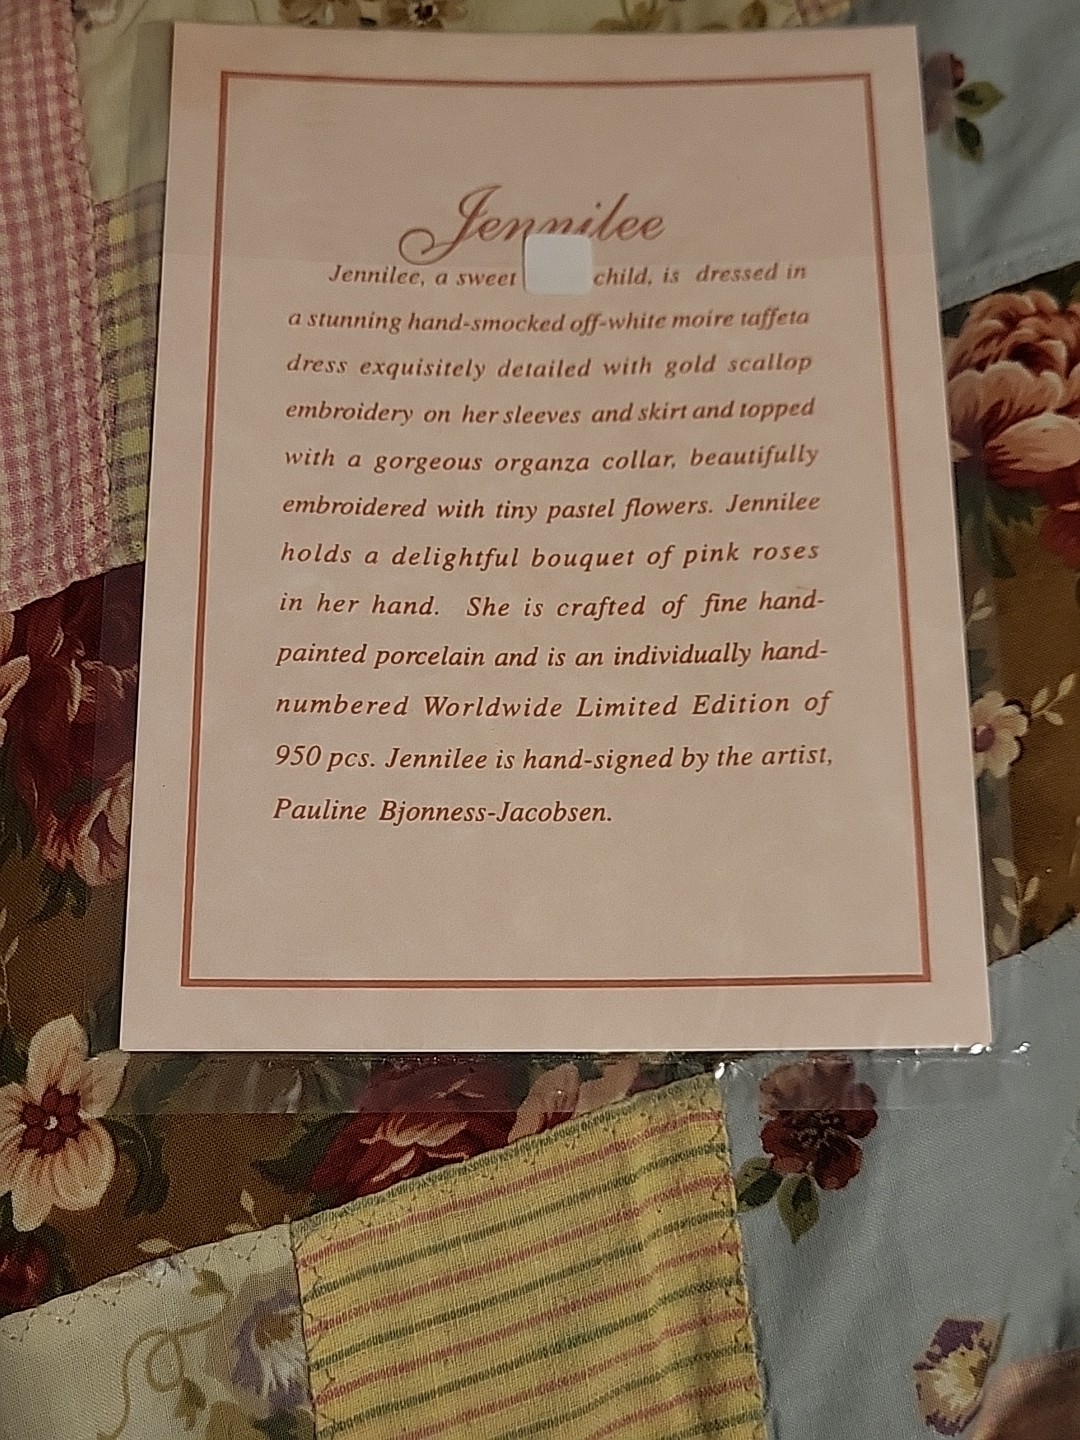 Jennilee
Jennilee, a sweet child, is dressed in
a stunning hand-smocked off-white moire taffeta
dress exquisitely detailed with gold scallop
embroidery on her sleeves and skirt and topped
with a gorgeous organza collar, beautifully
embroidered with tiny pastel flowers. Jennilee
holds a delightful bouquet of pink roses
in her hand. She is crafted of fine hand-
painted porcelain and is an individually hand-
numbered Worldwide Limited Edition of
950 pcs. Jennilee is hand-signed by the artist,
Pauline Bjonness-Jacobsen.